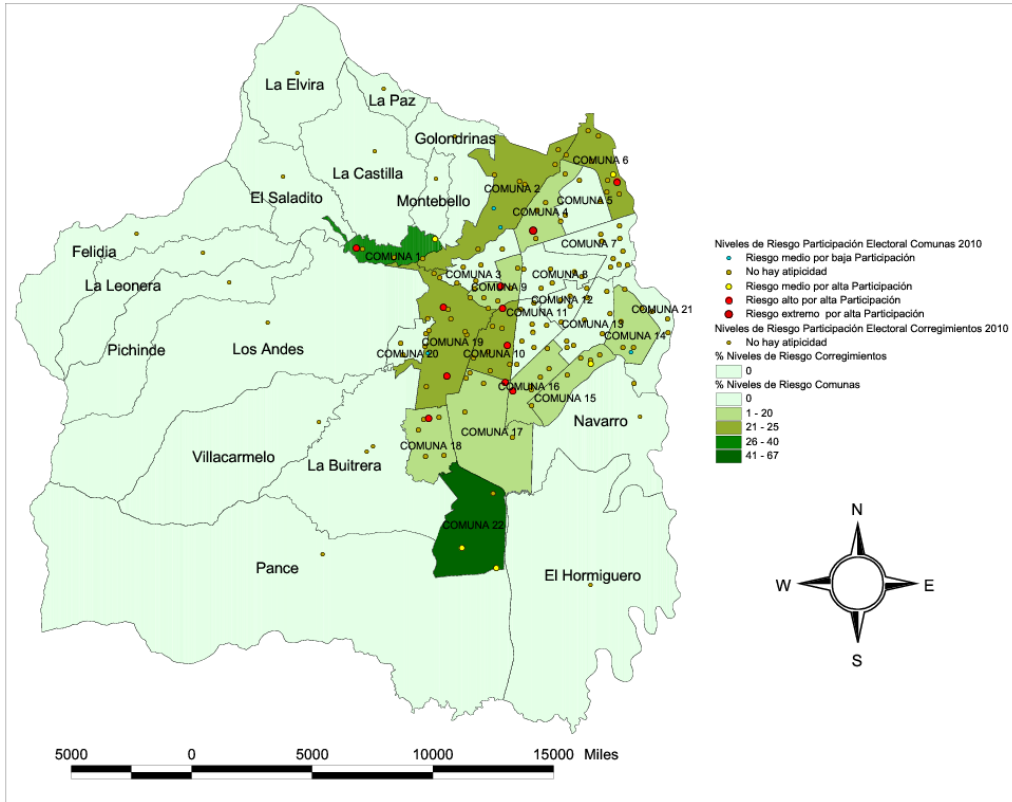 La Elvira
La Paz
Golondrinas
La Castilla
COMUNA 6
COMUNA 2
El Saladito
Montebello
COMUNA 5
COMUNA 4
Felidia
COMUNA 1
COMUNA 7
COMUNA 3
COMUNA 8
La Leonera
COMUNA 9
COMUNA 12
COMUNA 11
COMUNA 21
COMUNA 13
COMUNA 14
Pichinde
Los Andes
COMUNA 19
COMUNA 20
COMUNA 10
COMUNA 16
COMUNA 15
Navarro
COMUNA 17
COMUNA 18
Villacarmelo
La Buitrera
COMUNA 22
Pance
El Hormiguero
Niveles de Riesgo Participación Electoral Comunas 2010
Riesgo medio por baja Participación
No hay atipicidad
Riesgo medio por alta Participación
Riesgo alto por alta Participación
Riesgo extremo por alta Participación
Niveles de Riesgo Participación Electoral Corregimientos 2010
No hay atipicidad
% Niveles de Riesgo Corregimientos
0
% Niveles de Riesgo Comunas
0
1 - 20
21 - 25
26 - 40
41 - 67
N
W E
S
5000 0 5000 10000 15000 Miles